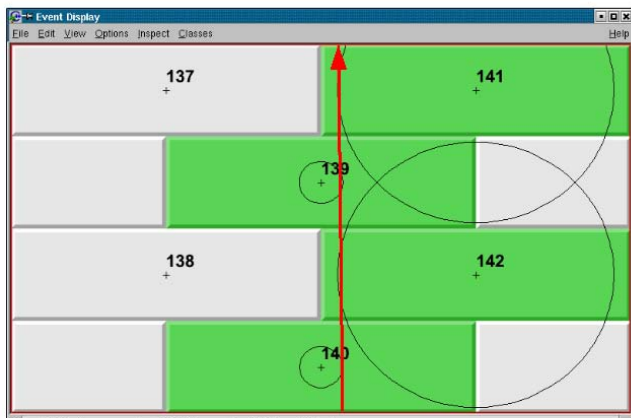 Event Display
File Edit View Options Inspect Classes Help
137 141
139
138 142
140